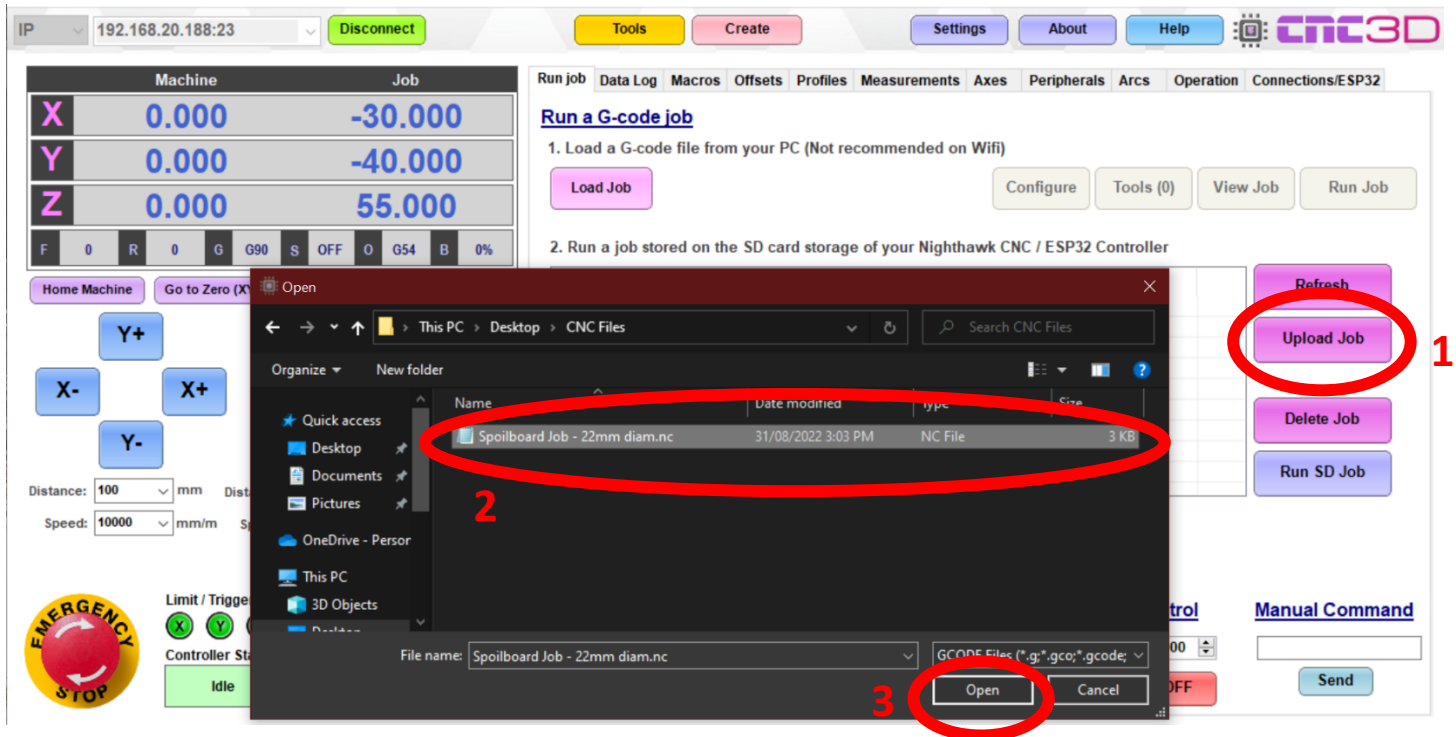 IP 192.168.20.188:23 Disconnect Tools Create Settings About Help CNC3D
Machine Job
X 0.000 -30.000
Y 0.000 -40.000
Z 0.000 55.000
F 0 R 0 G G90 S OFF O G54 B 0%
Home Machine Go to Zero (XY
Y+
X- X+
Y-
Distance: 100 mm
Speed: 10000 mm/m
EMERGENCY STOP
Limit / Trigge
X Y
Controller Sta
Idle
Run job Data Log Macros Offsets Profiles Measurements Axes Peripherals Arcs Operation Connections/ESP32
Run a G-code job
1. Load a G-code file from your PC (Not recommended on Wifi)
Load Job Configure Tools (0) View Job Run Job
2. Run a job stored on the SD card storage of your Nighthawk CNC / ESP32 Controller
Refresh
Upload Job 1
Delete Job
Run SD Job
Open
This PC > Desktop > CNC Files Search CNC Files
Organize New folder
Name Date modified Type Size
Spoilboard Job - 22mm diam.nc 31/08/2022 3:03 PM NC File 3 KB
2
Quick access
Desktop
Documents
Pictures
OneDrive - Person
This PC
3D Objects
Desktop
File name: Spoilboard Job - 22mm diam.nc GCODE Files (*.g;*.gco;*.gcode;
3 Open Cancel
trol
00
OFF
Manual Command
Send